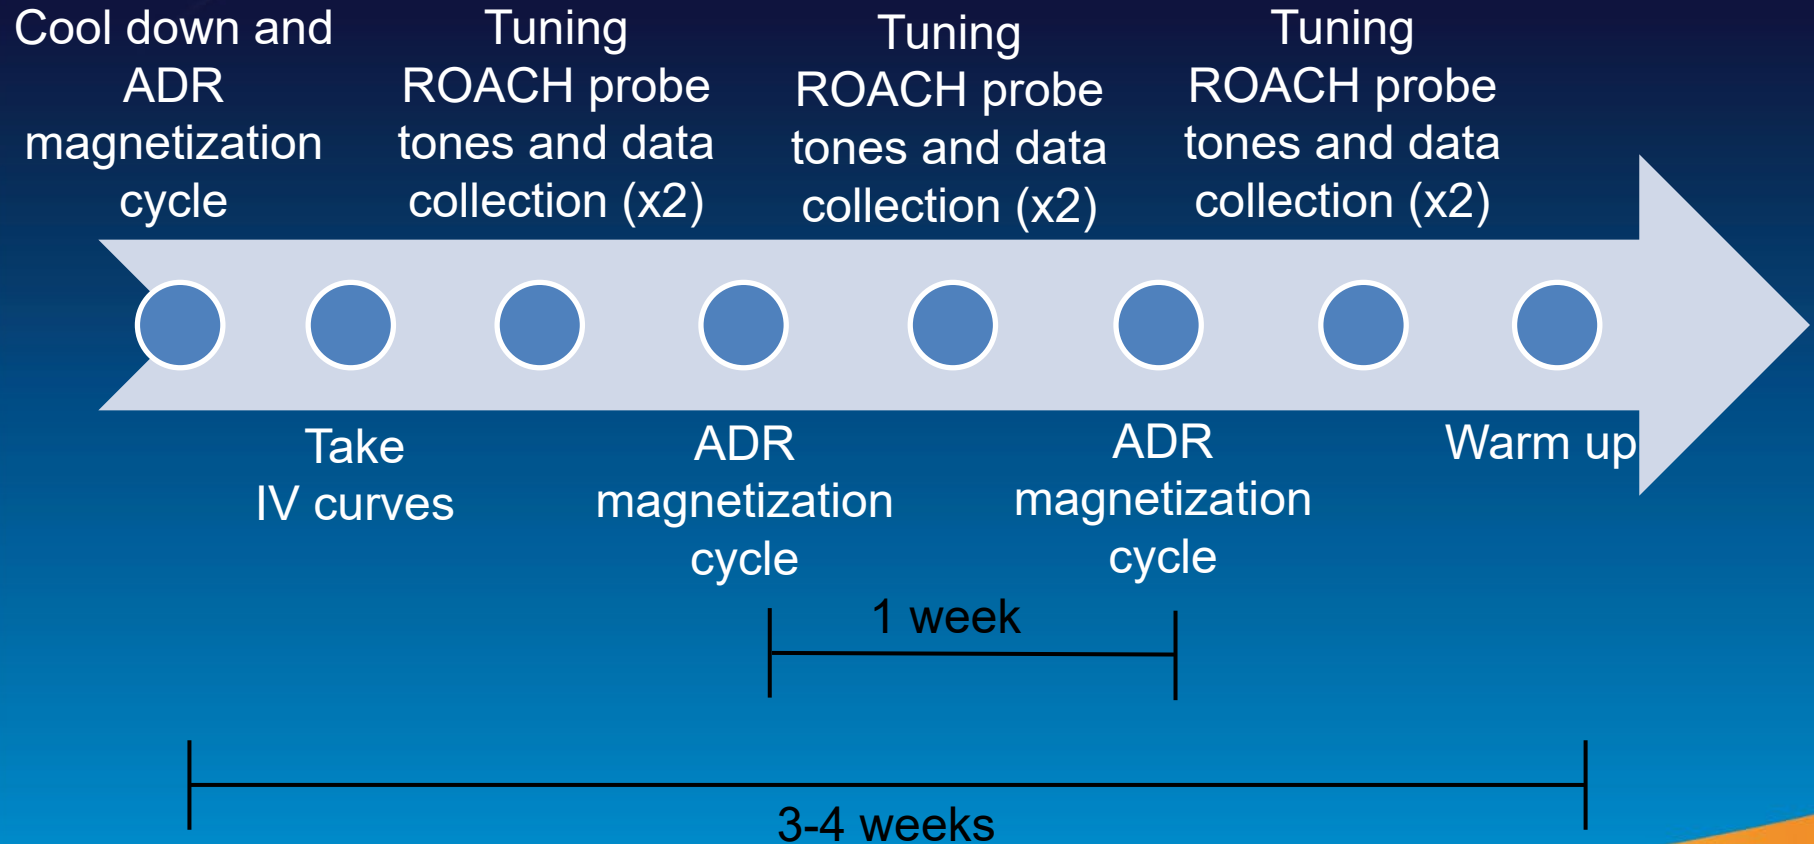 Cool down and
ADR
magnetization
cycle
Tuning
ROACH probe
tones and data
collection (x2)
Tuning
ROACH probe
tones and data
collection (x2)
Tuning
ROACH probe
tones and data
collection (x2)
Take
IV curves
ADR
magnetization
cycle
ADR
magnetization
cycle
Warm up
1 week
3-4 weeks